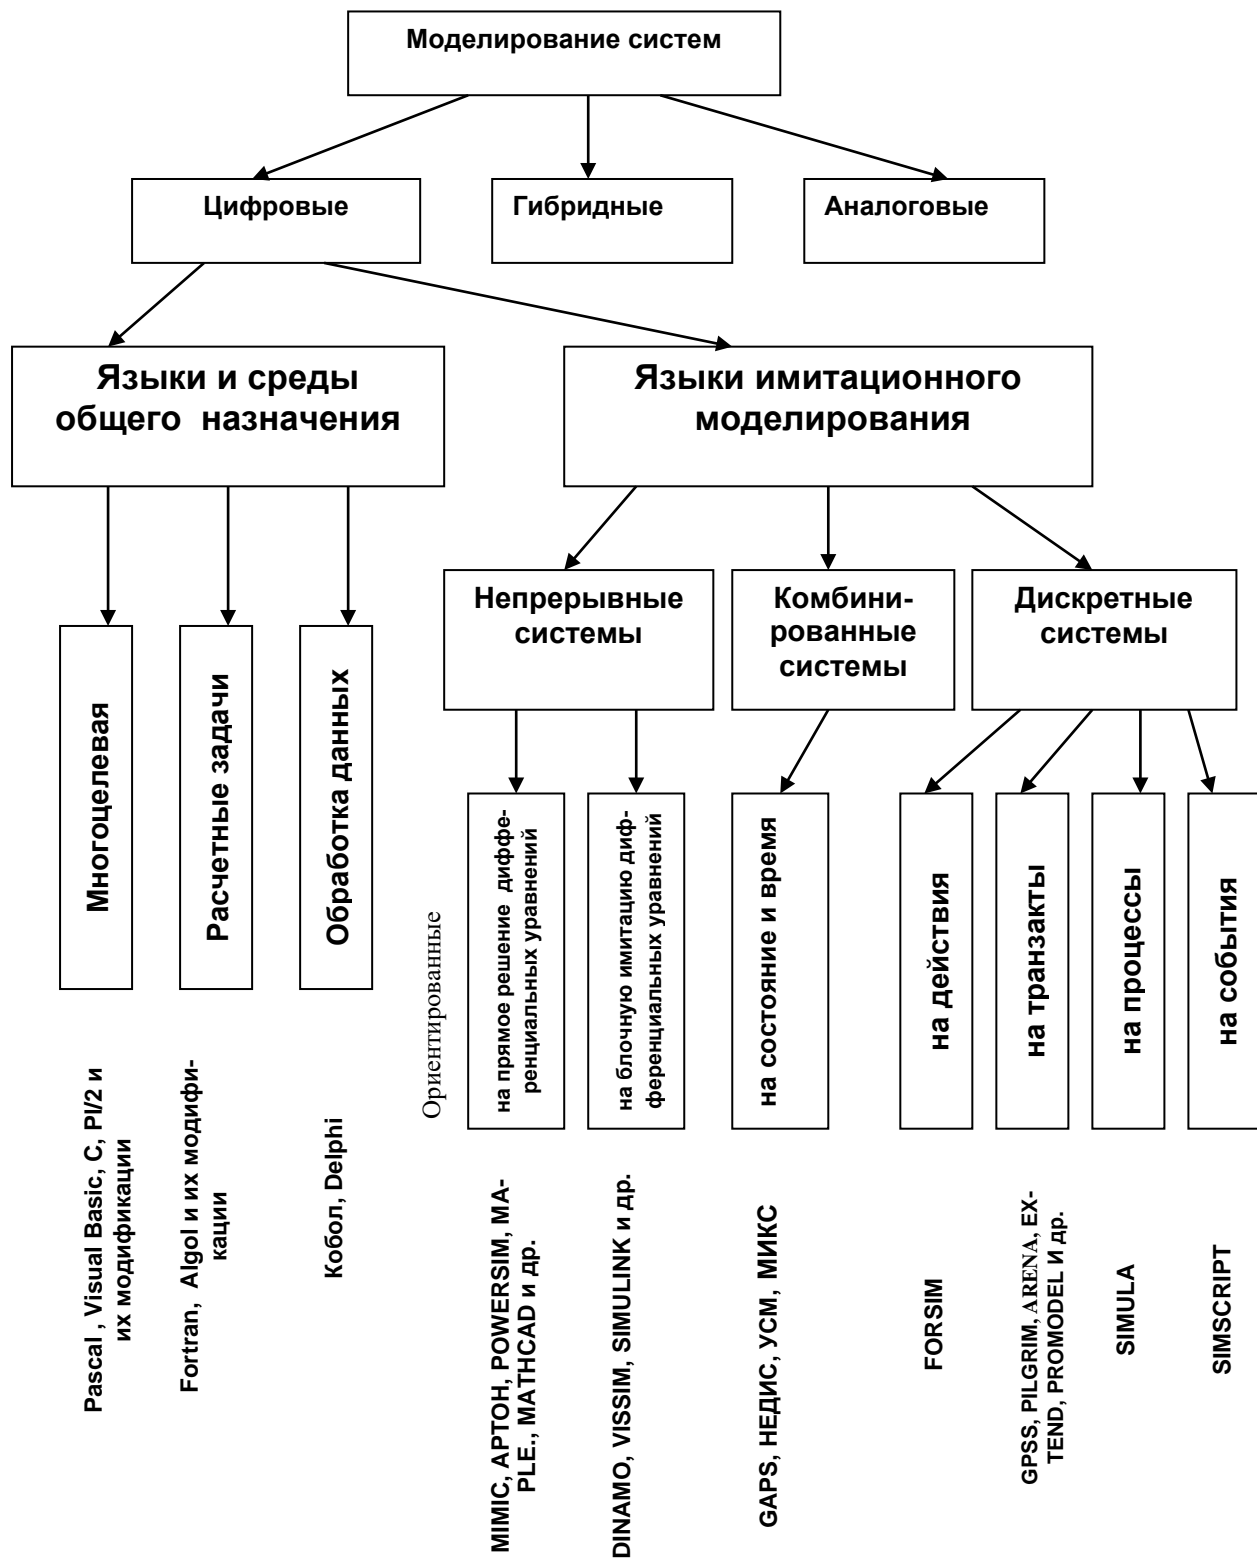 Моделирование систем
Цифровые
Гибридные
Аналоговые
Языки и среды
общего назначения
Языки имитационного
моделирования
Непрерывные
системы
Комбини-
рованные
системы
Дискретные
системы
Многоцелевая
Расчетные задачи
Обработка данных
Ориентированные
на прямое решение диффе-
ренциальных уравнений
на блочную имитацию диф-
ференциальных уравнений
на состояние и время
на действия
на транзакты
на процессы
на события
Pascal , Visual Basic, C, PI/2 и
их модификации
Fortran, Algol и их модифи-
кации
Кобол, Delphi
MIMIC, АРТОН, POWERSIM, MA-
PLE., MATHCAD и др.
DINAMO, VISSIM, SIMULINK и др.
GAPS, НЕДИС, УСМ, МИКС
FORSIM
GPSS, PILGRIM, ARENA, EX-
TEND, PROMODEL И др.
SIMULA
SIMSCRIPT